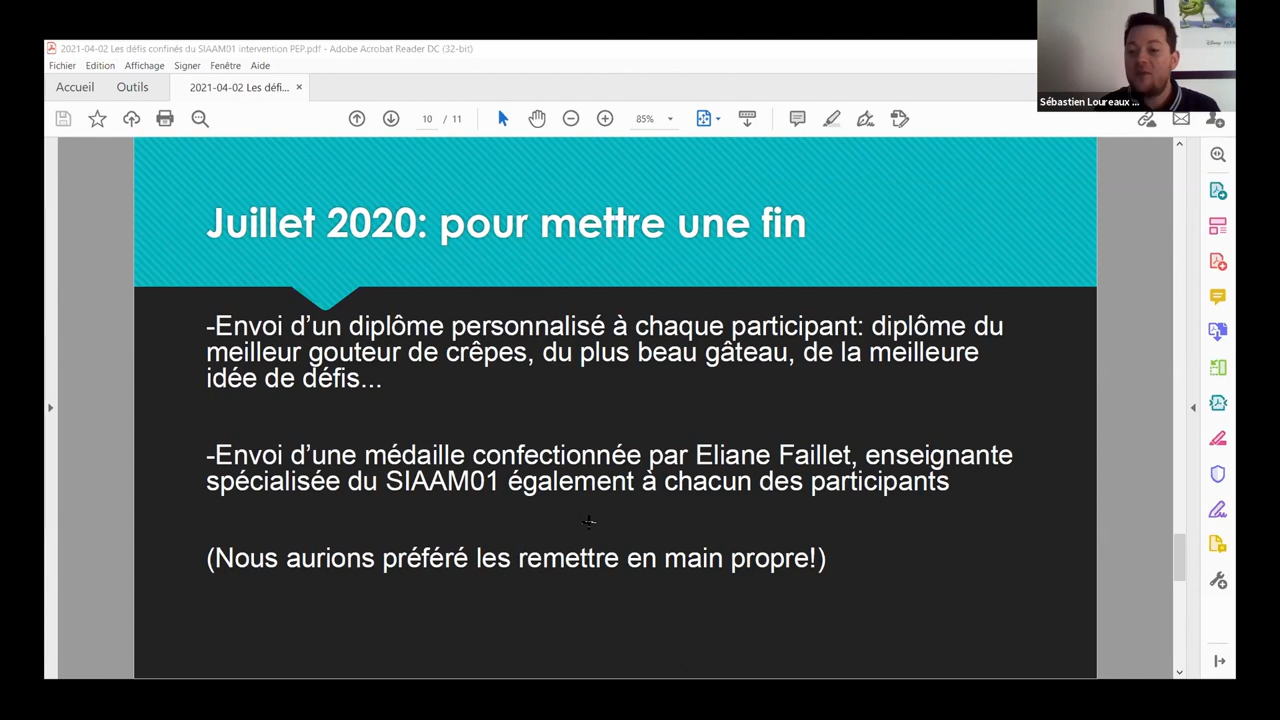 2021-04-02 Les défis confinés du SIAAM01 intervention PEP.pdf - Adobe Acrobat Reader DC (32-bit)
Fichier Edition Affichage Signer Fenêtre Aide
Accueil Outils 2021-04-02 Les défi... ×
10 / 11 85%
Sébastien Loureaux ...
Juillet 2020: pour mettre une fin
-Envoi d’un diplôme personnalisé à chaque participant: diplôme du
meilleur gouteur de crêpes, du plus beau gâteau, de la meilleure
idée de défis...
-Envoi d’une médaille confectionnée par Eliane Faillet, enseignante
spécialisée du SIAAM01 également à chacun des participants
(Nous aurions préféré les remettre en main propre!)